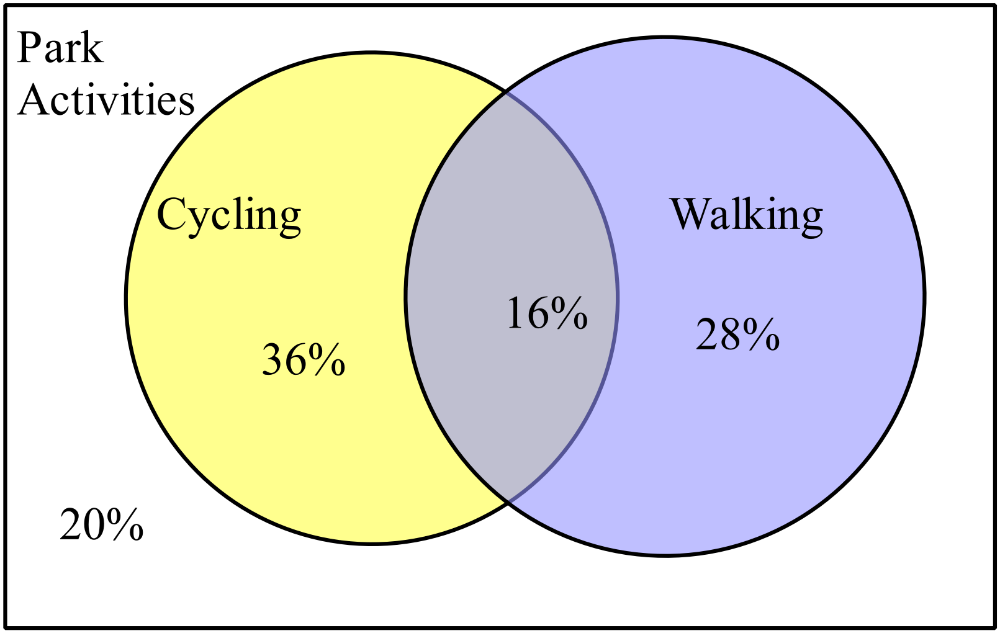 Park
Activities
Cycling
Walking
16%
28%
36%
20%